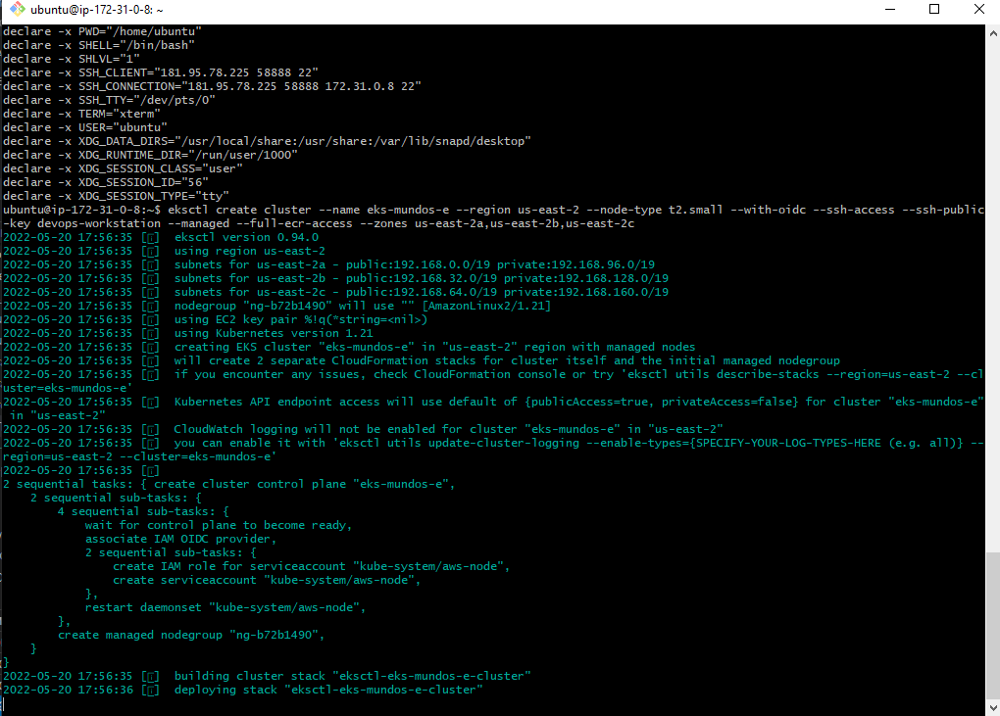 ubuntu@ip-172-31-0-8: ~
declare -x PWD="/home/ubuntu"
declare -x SHELL="/bin/bash"
declare -x SHLVL="1"
declare -x SSH_CLIENT="181.95.78.225 58888 22"
declare -x SSH_CONNECTION="181.95.78.225 58888 172.31.0.8 22"
declare -x SSH_TTY="/dev/pts/0"
declare -x TERM="xterm"
declare -x USER="ubuntu"
declare -x XDG_DATA_DIRS="/usr/local/share:/usr/share:/var/lib/snapd/desktop"
declare -x XDG_RUNTIME_DIR="/run/user/1000"
declare -x XDG_SESSION_CLASS="user"
declare -x XDG_SESSION_ID="56"
declare -x XDG_SESSION_TYPE="tty"
ubuntu@ip-172-31-0-8:~$ eksctl create cluster --name eks-mundos-e --region us-east-2 --node-type t2.small --with-oidc --ssh-access --ssh-public
-key devops-workstation --managed --full-ecr-access --zones us-east-2a,us-east-2b,us-east-2c
2022-05-20 17:56:35 [▯]  eksctl version 0.94.0
2022-05-20 17:56:35 [▯]  using region us-east-2
2022-05-20 17:56:35 [▯]  subnets for us-east-2a - public:192.168.0.0/19 private:192.168.96.0/19
2022-05-20 17:56:35 [▯]  subnets for us-east-2b - public:192.168.32.0/19 private:192.168.128.0/19
2022-05-20 17:56:35 [▯]  subnets for us-east-2c - public:192.168.64.0/19 private:192.168.160.0/19
2022-05-20 17:56:35 [▯]  nodegroup "ng-b72b1490" will use "" [AmazonLinux2/1.21]
2022-05-20 17:56:35 [▯]  using EC2 key pair %!q(*string=<nil>)
2022-05-20 17:56:35 [▯]  using Kubernetes version 1.21
2022-05-20 17:56:35 [▯]  creating EKS cluster "eks-mundos-e" in "us-east-2" region with managed nodes
2022-05-20 17:56:35 [▯]  will create 2 separate CloudFormation stacks for cluster itself and the initial managed nodegroup
2022-05-20 17:56:35 [▯]  if you encounter any issues, check CloudFormation console or try 'eksctl utils describe-stacks --region=us-east-2 --cl
uster=eks-mundos-e'
2022-05-20 17:56:35 [▯]  Kubernetes API endpoint access will use default of {publicAccess=true, privateAccess=false} for cluster "eks-mundos-e"
 in "us-east-2"
2022-05-20 17:56:35 [▯]  CloudWatch logging will not be enabled for cluster "eks-mundos-e" in "us-east-2"
2022-05-20 17:56:35 [▯]  you can enable it with 'eksctl utils update-cluster-logging --enable-types={SPECIFY-YOUR-LOG-TYPES-HERE (e.g. all)} --
region=us-east-2 --cluster=eks-mundos-e'
2022-05-20 17:56:35 [▯]
2 sequential tasks: { create cluster control plane "eks-mundos-e",
    2 sequential sub-tasks: {
        4 sequential sub-tasks: {
            wait for control plane to become ready,
            associate IAM OIDC provider,
            2 sequential sub-tasks: {
                create IAM role for serviceaccount "kube-system/aws-node",
                create serviceaccount "kube-system/aws-node",
            },
            restart daemonset "kube-system/aws-node",
        },
        create managed nodegroup "ng-b72b1490",
    }
}
2022-05-20 17:56:35 [▯]  building cluster stack "eksctl-eks-mundos-e-cluster"
2022-05-20 17:56:36 [▯]  deploying stack "eksctl-eks-mundos-e-cluster"